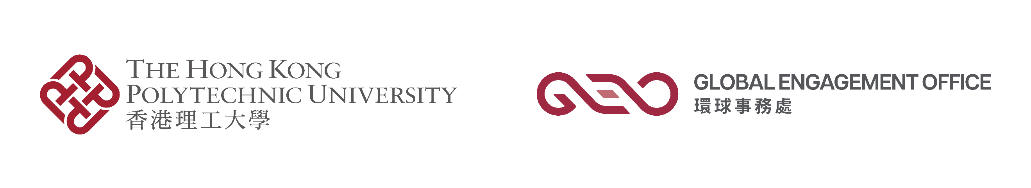 THE HONG KONG
POLYTECHNIC UNIVERSITY
香港理工大學
GEO
GLOBAL ENGAGEMENT OFFICE
環球事務處